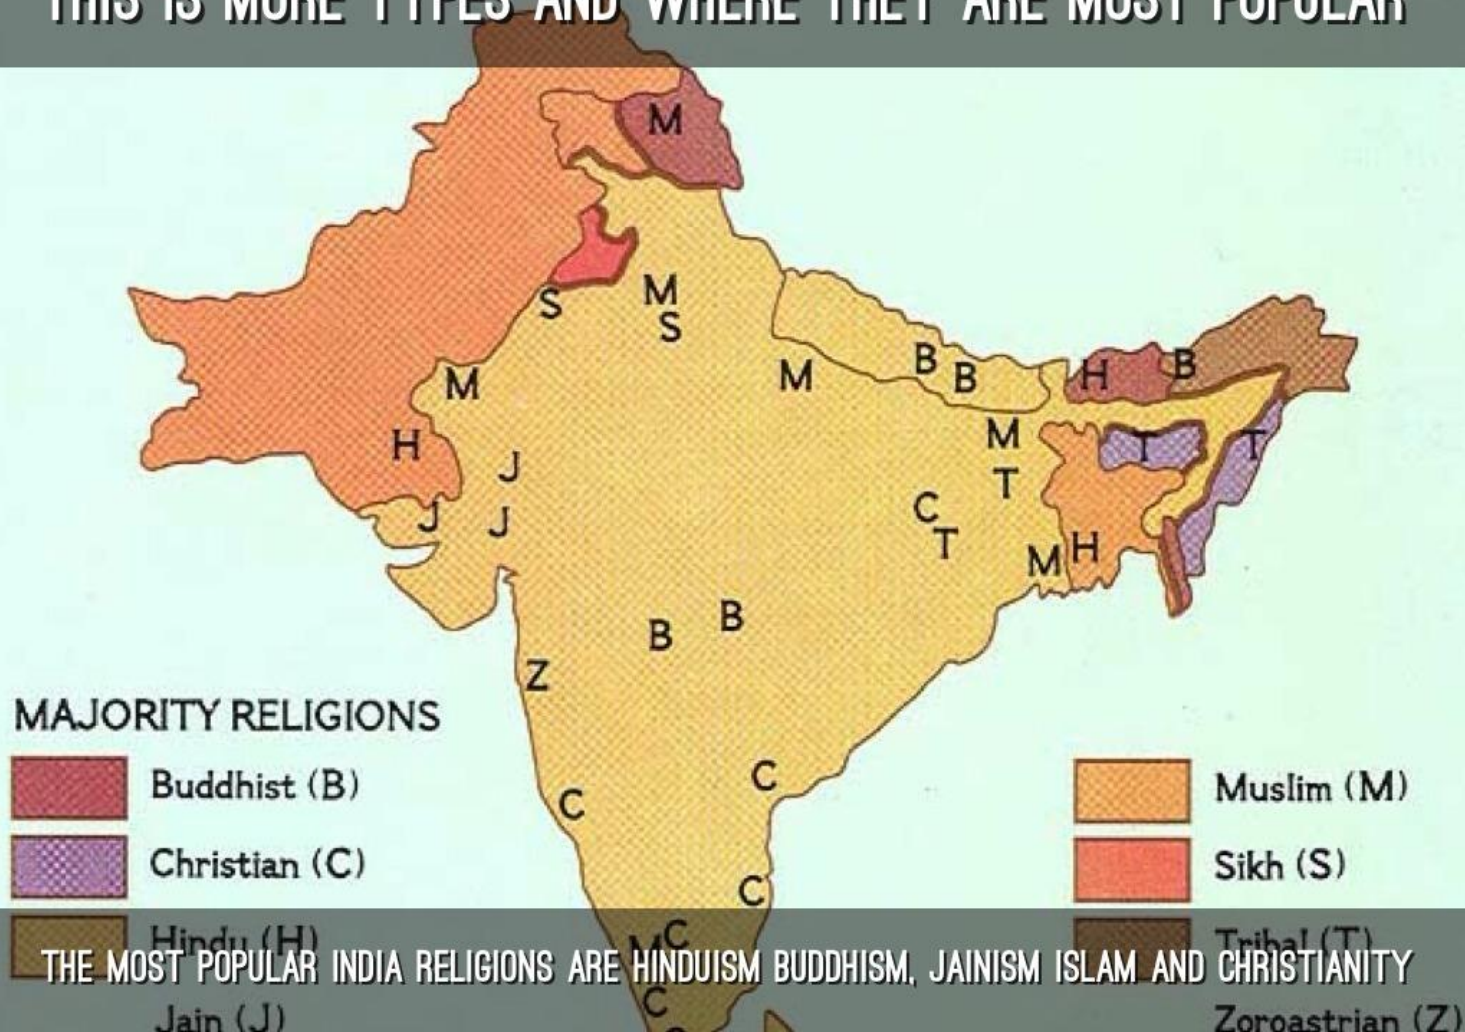 THIS IS MORE TYPES AND WHERE THEY ARE MOST POPULAR
M
M
S
S
M
M
B
B
H
B
H
J
J
J
M
T
T
T
C
T
M
H
B
B
Z
C
C
C
M
C
C
MAJORITY RELIGIONS
Buddhist (B)
Christian (C)
Hindu (H)
Jain (J)
Muslim (M)
Sikh (S)
Tribal (T)
Zoroastrian (Z)
THE MOST POPULAR INDIA RELIGIONS ARE HINDUISM BUDDHISM, JAINISM ISLAM AND CHRISTIANITY